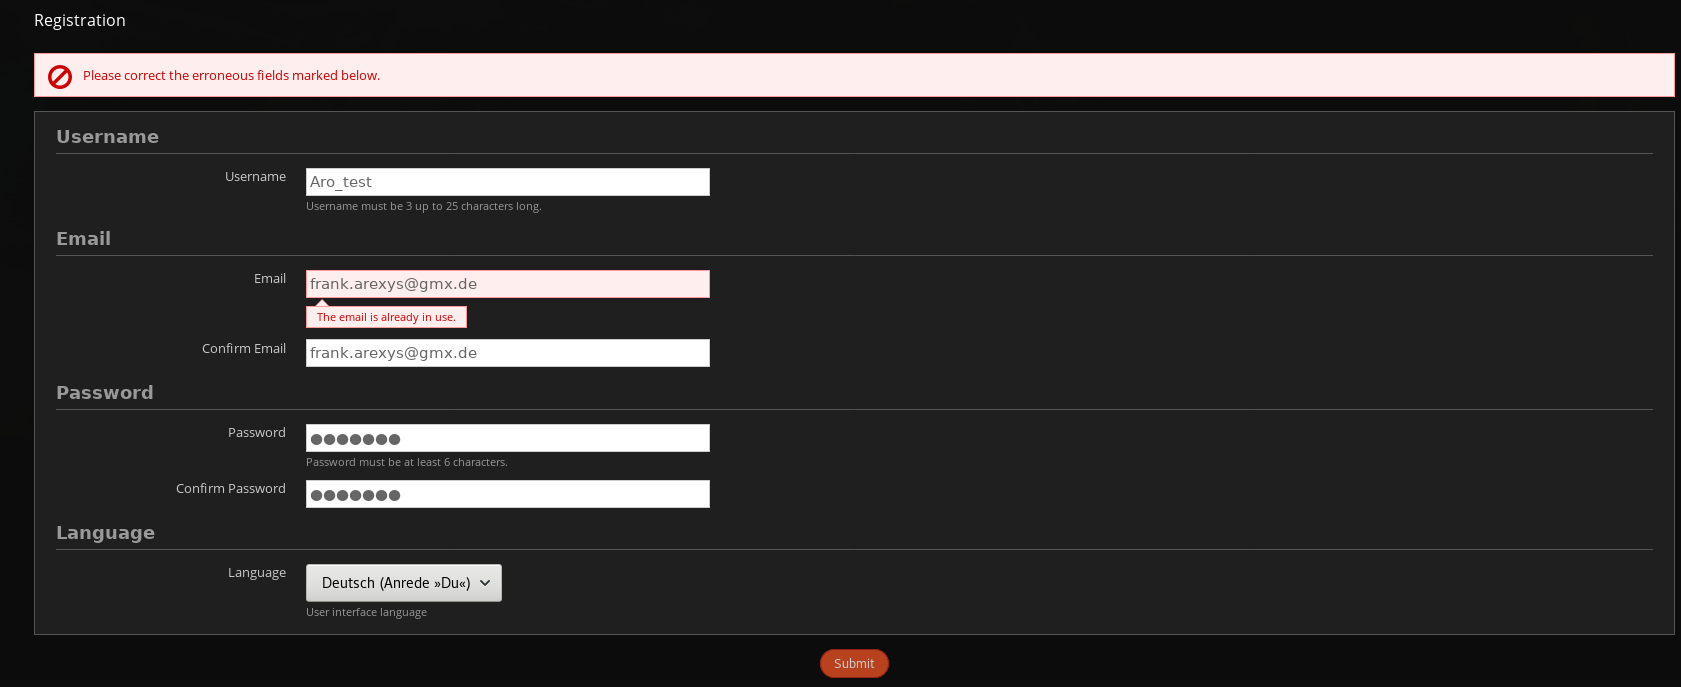 Registration
Please correct the erroneous fields marked below.
Username
Username
Aro_test
Username must be 3 up to 25 characters long.
Email
Email
frank.arexys@gmx.de
The email is already in use.
Confirm Email
frank.arexys@gmx.de
Password
Password
●●●●●●●
Password must be at least 6 characters.
Confirm Password
●●●●●●●
Language
Language
Deutsch (Anrede »Du«)
User interface language
Submit